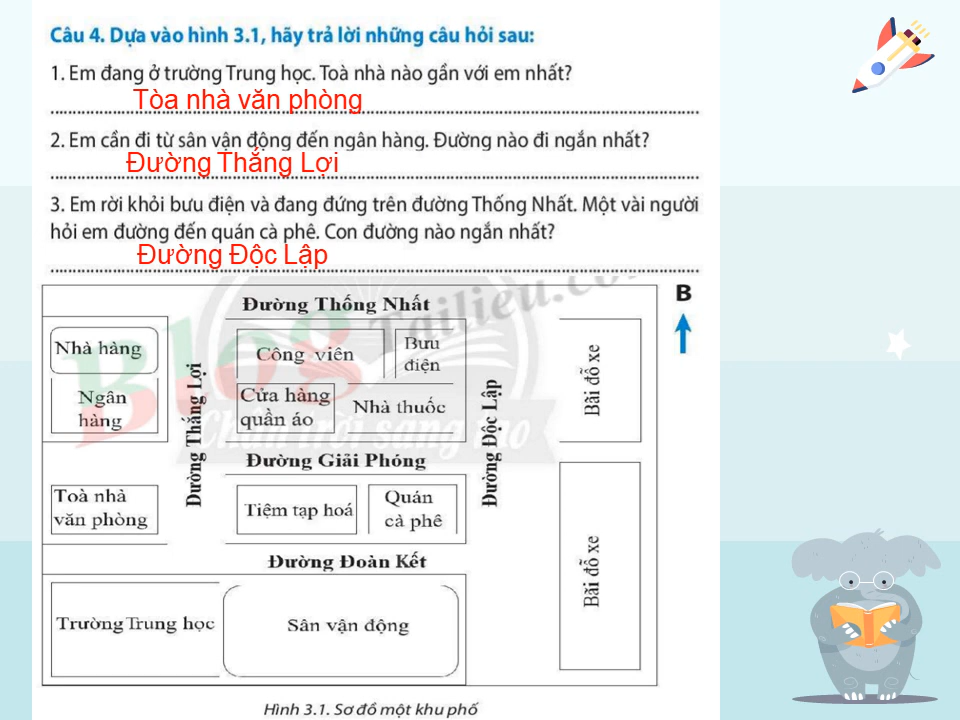 Câu 4. Dựa vào hình 3.1, hãy trả lời những câu hỏi sau:
1. Em đang ở trường Trung học. Toà nhà nào gần với em nhất?
Tòa nhà văn phòng
2. Em cần đi từ sân vận động đến ngân hàng. Đường nào đi ngắn nhất?
Đường Thắng Lợi
3. Em rời khỏi bưu điện và đang đứng trên đường Thống Nhất. Một vài người
hỏi em đường đến quán cà phê. Con đường nào ngắn nhất?
Đường Độc Lập
Blog Tailieu.com
Chân trời sáng tạo
Đường Thống Nhất
B
Nhà hàng
Công viên
Bưu
điện
Ngân
hàng
Đường Thắng Lợi
Cửa hàng
quần áo
Nhà thuốc
Đường Độc Lập
Bãi đỗ xe
Đường Giải Phóng
Toà nhà
văn phòng
Tiệm tạp hoá
Quán
cà phê
Đường Đoàn Kết
Bãi đỗ xe
Trường Trung học
Sân vận động
Hình 3.1. Sơ đồ một khu phố